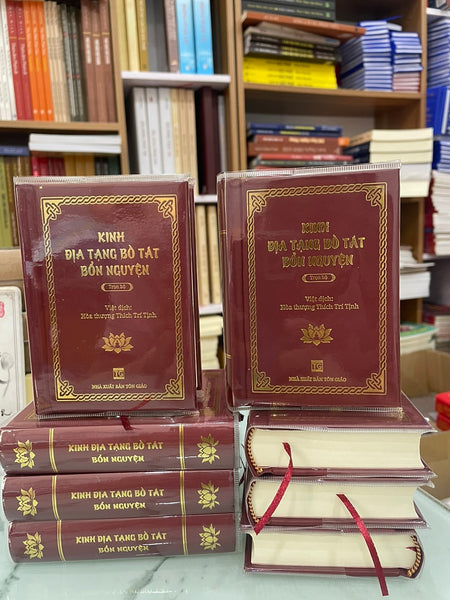 KINH
ĐỊA TẠNG BỒ TÁT
BỔN NGUYỆN
Trọn bộ
Việt dịch:
Hòa thượng Thích Trí Tịnh
NHÀ XUẤT BẢN TÔN GIÁO
KINH
ĐỊA TẠNG BỒ TÁT
BỔN NGUYỆN
Trọn bộ
Việt dịch:
Hòa thượng Thích Trí Tịnh
NHÀ XUẤT BẢN TÔN GIÁO
KINH ĐỊA TẠNG BỒ TÁT
BỔN NGUYỆN
KINH ĐỊA TẠNG BỒ TÁT
BỔN NGUYỆN
KINH ĐỊA TẠNG BỒ TÁT
BỔN NGUYỆN